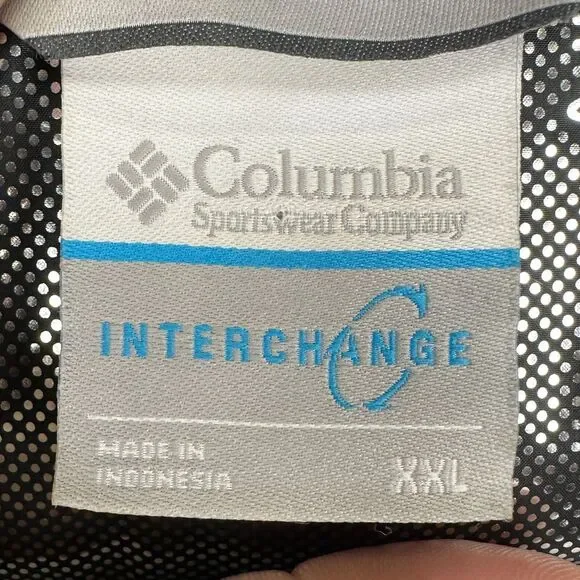 Columbia
Sportswear Company
INTERCHANGE
MADE IN
INDONESIA
XXL